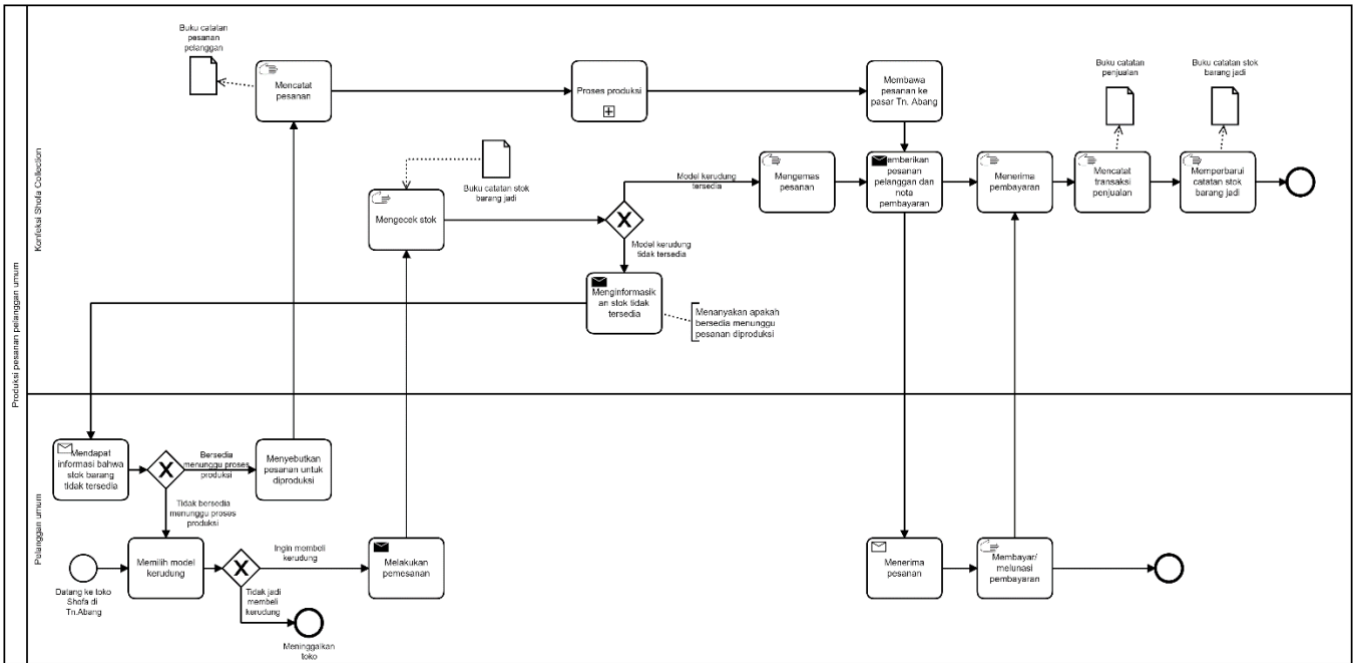 Produksi pesanan pelanggan umum
Konfeksi Shofa Collection
Buku catatan
pesanan
pelanggan
Mencatat
pesanan
Proses produksi
Membawa
pesanan ke
pasar Tn. Abang
Buku catatan
penjualan
Buku catatan stok
barang jadi
Buku catatan stok
barang jadi
Mengecek stok
Model kerudung
tersedia
Model kerudung
tidak tersedia
Mengemas
pesanan
emberikan
pesanan
pelanggan dan
nota
pembayaran
Menerima
pembayaran
Mencatat
transaksi
penjualan
Memperbarui
catatan stok
barang jadi
Menginformasik
an stok tidak
tersedia
Menanyakan apakah
bersedia menunggu
pesanan diproduksi
Pelanggan umum
Mendapat
informasi bahwa
stok barang
tidak tersedia
Bersedia
menunggu proses
produksi
Menyebutkan
pesanan untuk
diproduksi
Tidak bersedia
menunggu proses
produksi
Datang ke toko
Shofa di
Tn.Abang
Memilih model
kerudung
Ingin membeli
kerudung
Tidak jadi
membeli
kerudung
Meninggalkan
toko
Melakukan
pemesanan
Menerima
pesanan
Membayar/
melunasi
pembayaran